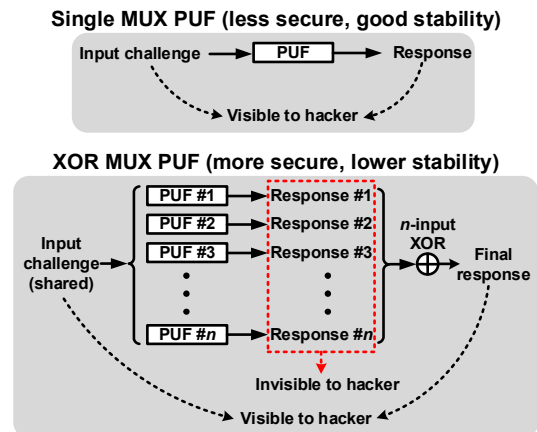 Single MUX PUF (less secure, good stability)
Input challenge PUF Response
Visible to hacker
XOR MUX PUF (more secure, lower stability)
PUF #1 Response #1
PUF #2 Response #2
PUF #3 Response #3
PUF #n Response #n
Input
challenge
(shared)
n-input
XOR
Final
response
Invisible to hacker
Visible to hacker